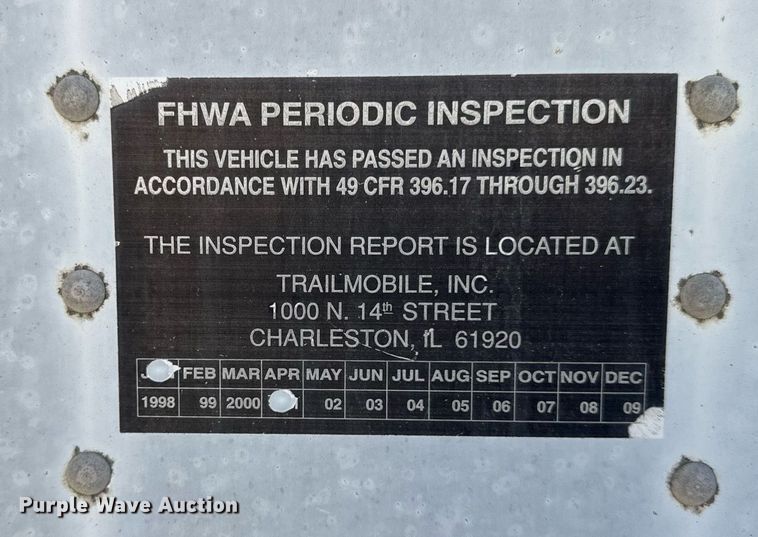 FHWA PERIODIC INSPECTION
THIS VEHICLE HAS PASSED AN INSPECTION IN
ACCORDANCE WITH 49 CFR 396.17 THROUGH 396.23.
THE INSPECTION REPORT IS LOCATED AT
TRAILMOBILE, INC.
1000 N. 14th STREET
CHARLESTON, IL 61920
FEB MAR APR MAY JUN JUL AUG SEP OCT NOV DEC
1998 99 2000 02 03 04 05 06 07 08 09
Purple Wave Auction